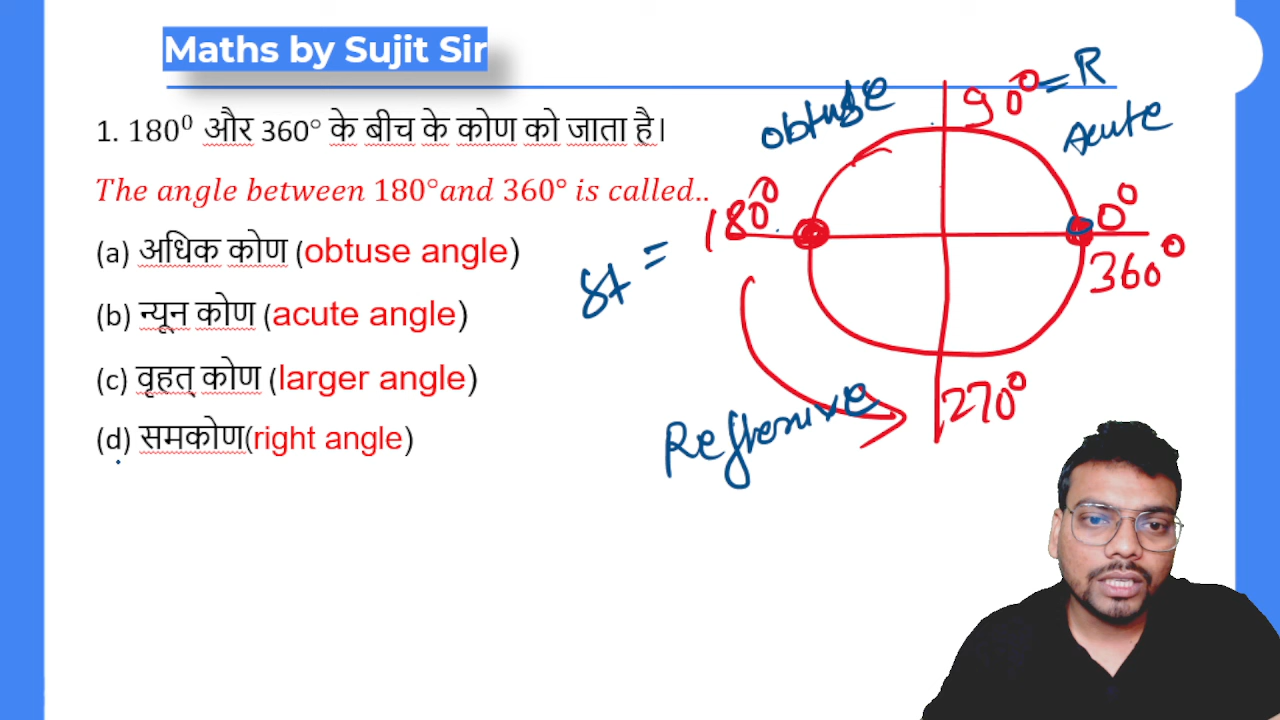 Maths by Sujit Sir
1. 180⁰ और 360° के बीच के कोण को जाता है।
The angle between 180°and 360° is called..
(a) अधिक कोण (obtuse angle)
(b) न्यून कोण (acute angle)
(c) वृहत् कोण (larger angle)
(d) समकोण(right angle)
obtuse
90° = R
Acute
180°
0°
360°
St =
270°